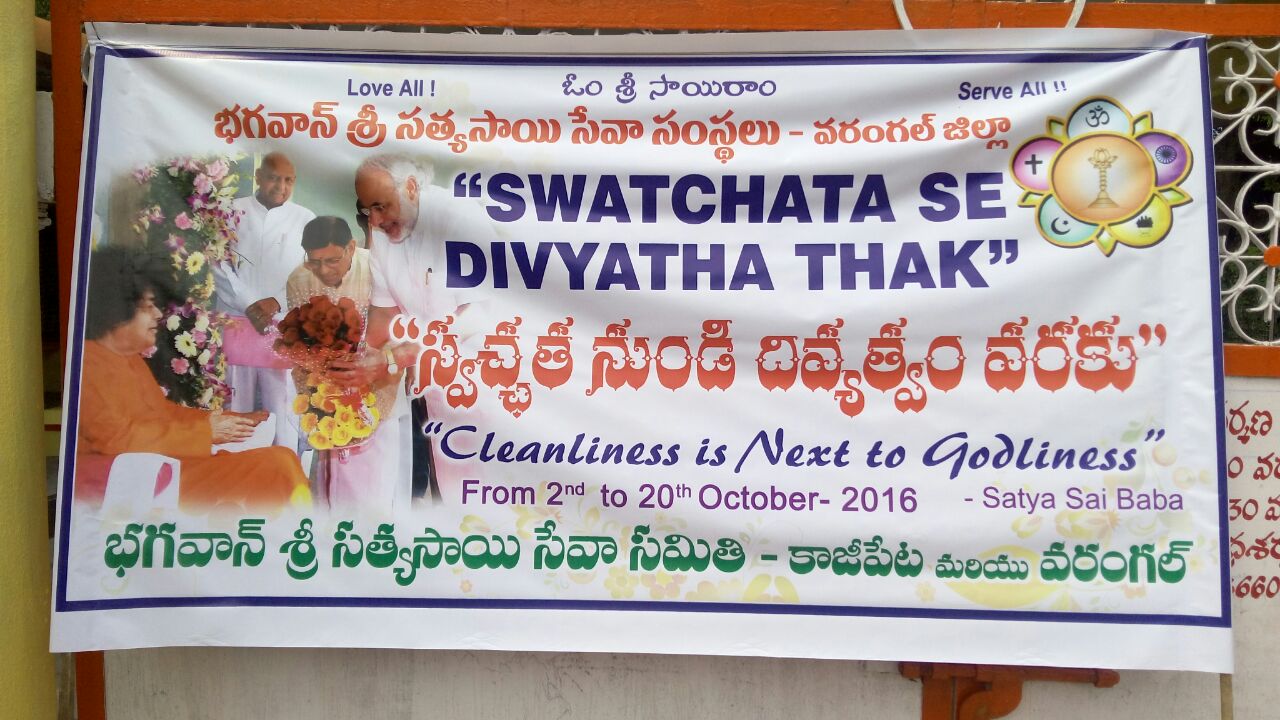 Love All !
ఓం శ్రీ సాయిరాం
Serve All !!
భగవాన్ శ్రీ సత్యసాయి సేవా సంస్థలు - వరంగల్ జిల్లా
“SWATCHATA SE
DIVYATHA THAK”
“స్వచ్ఛత నుండి దివ్యత్వం వరకు”
“Cleanliness is Next to Godliness”
From 2nd to 20th October- 2016 - Satya Sai Baba
భగవాన్ శ్రీ సత్యసాయి సేవా సమితి - కాజీపేట మరియు వరంగల్